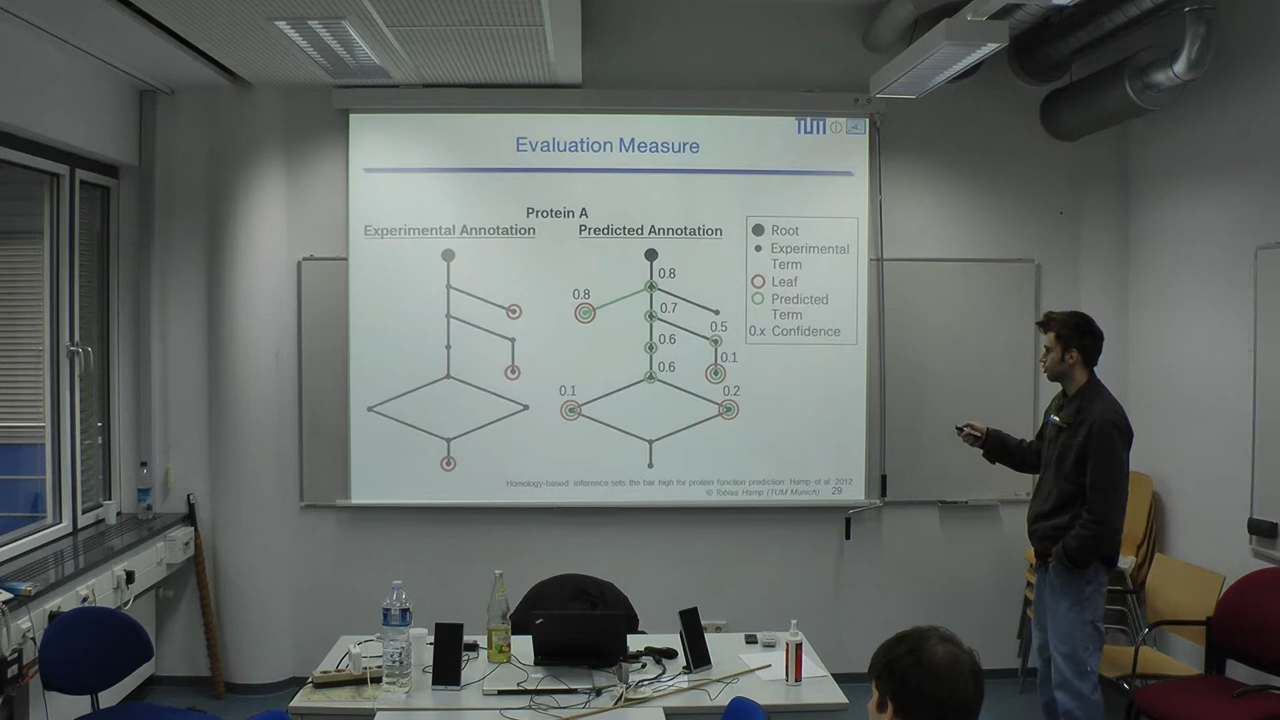 TUM
Evaluation Measure
Protein A
Experimental Annotation
Predicted Annotation
0.8
0.8
0.7
0.5
0.6
0.1
0.6
0.1
0.2
Root
Experimental
Term
Leaf
Predicted
Term
0.x Confidence
Homology-based inference sets the bar high for protein function prediction. Hamp et al 2012
© Tobias Hamp (TUM Munich) 29